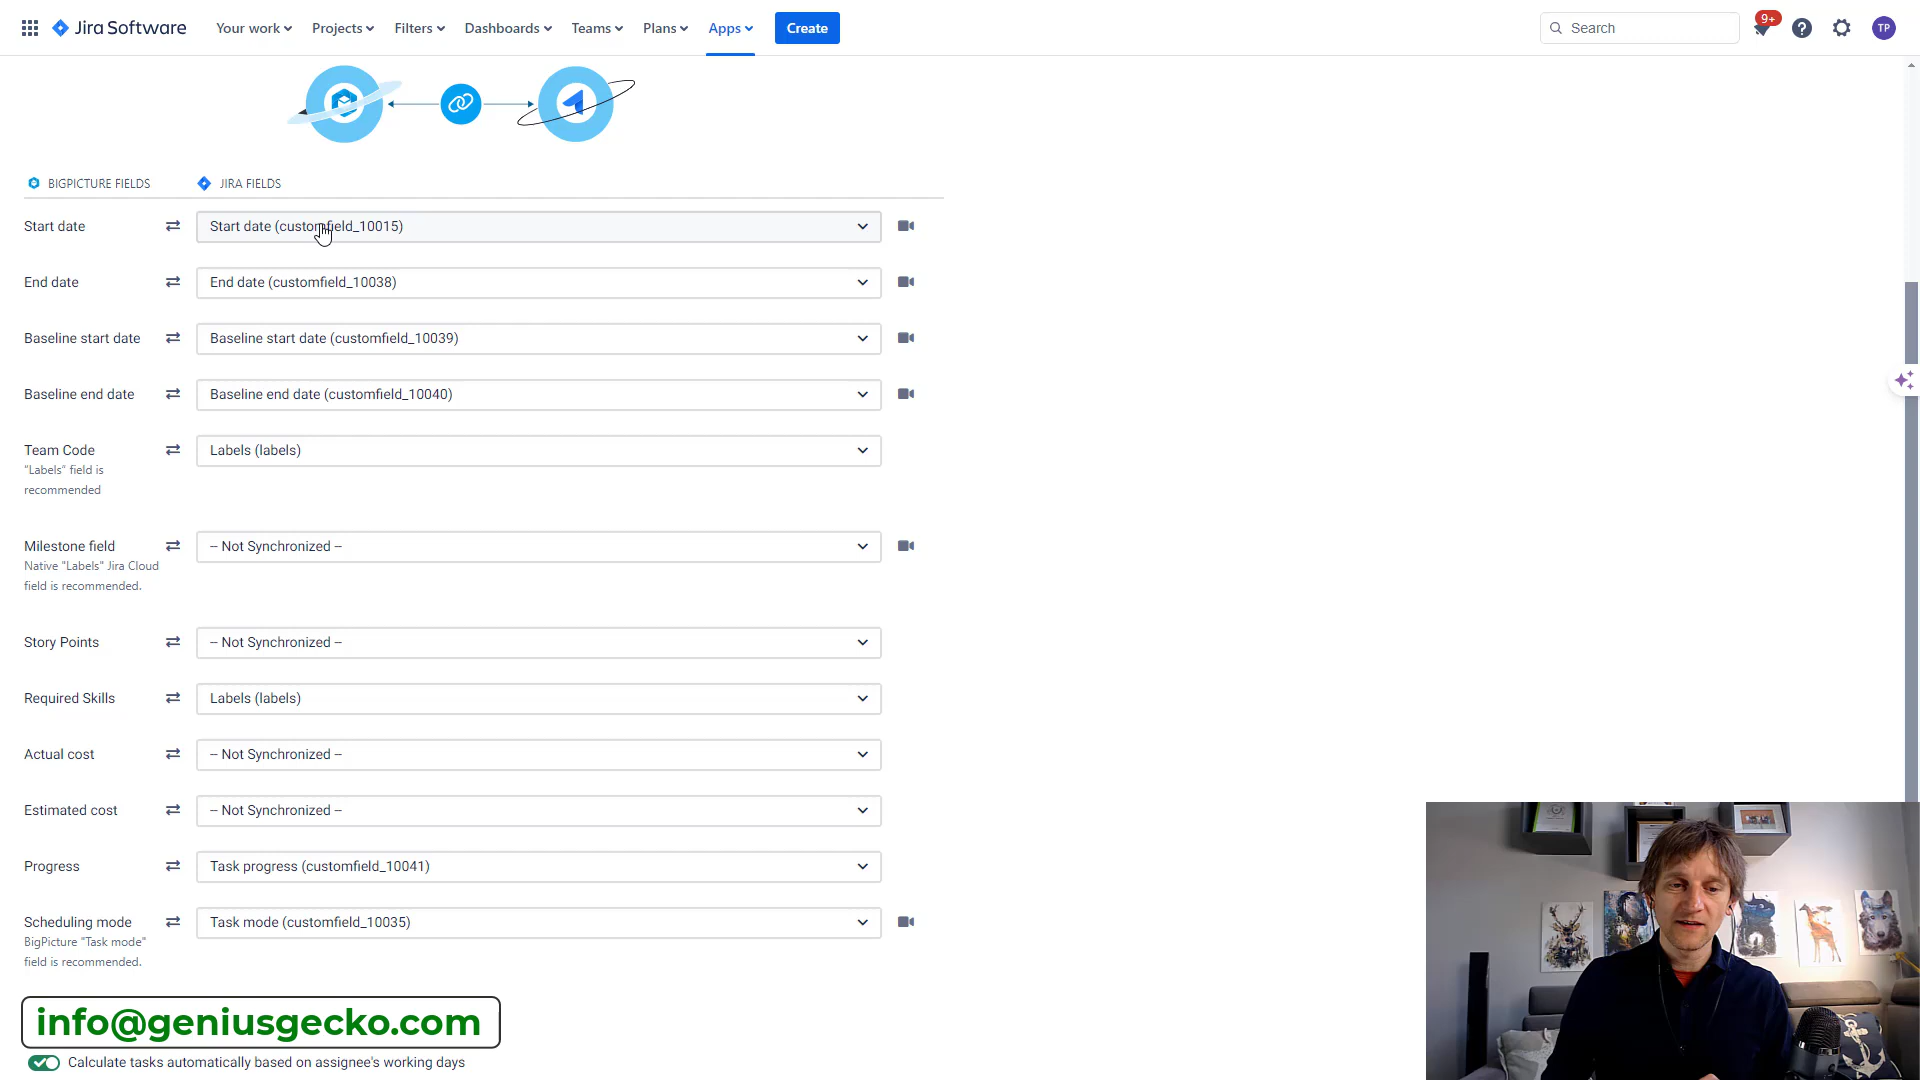 Jira Software
Your work
Projects
Filters
Dashboards
Teams
Plans
Apps
Create
Search
9+
TP
BIGPICTURE FIELDS
JIRA FIELDS
Start date
Start date (customfield_10015)
End date
End date (customfield_10038)
Baseline start date
Baseline start date (customfield_10039)
Baseline end date
Baseline end date (customfield_10040)
Team Code
Labels (labels)
"Labels" field is
recommended
Milestone field
-- Not Synchronized --
Native "Labels" Jira Cloud
field is recommended.
Story Points
-- Not Synchronized --
Required Skills
Labels (labels)
Actual cost
-- Not Synchronized --
Estimated cost
-- Not Synchronized --
Progress
Task progress (customfield_10041)
Scheduling mode
Task mode (customfield_10035)
BigPicture "Task mode"
field is recommended.
info@geniusgecko.com
Calculate tasks automatically based on assignee's working days